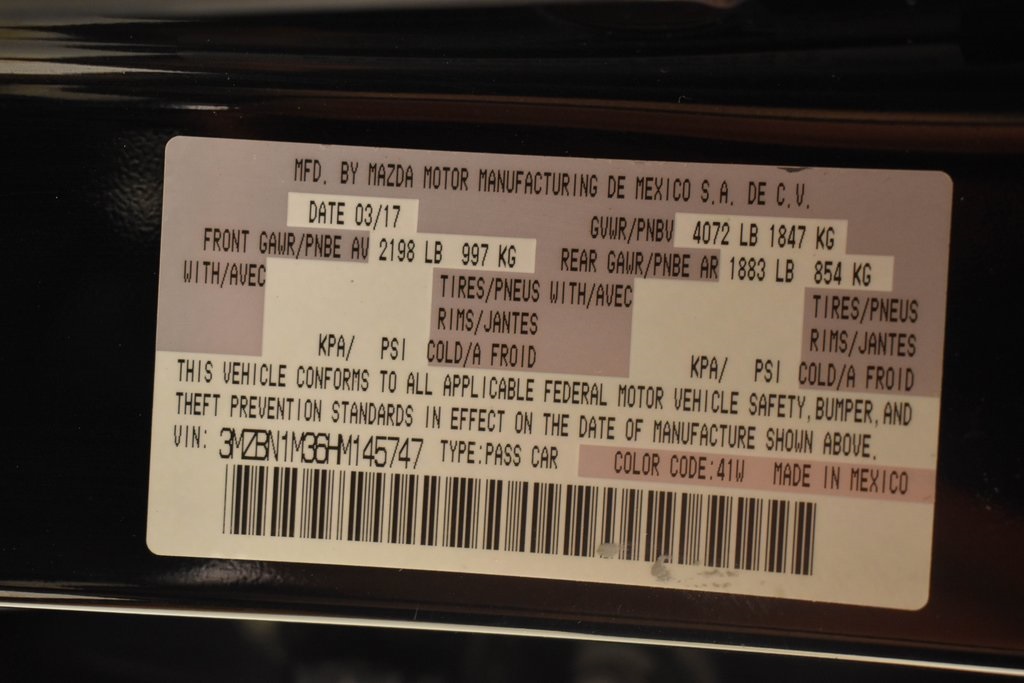 MFD. BY MAZDA MOTOR MANUFACTURING DE MEXICO S.A. DE C.V.
DATE 03/17 GVWR/PNBV 4072 LB 1847 KG
FRONT GAWR/PNBE AV 2198 LB 997 KG REAR GAWR/PNBE AR 1883 LB 854 KG
WITH/AVEC TIRES/PNEUS WITH/AVEC TIRES/PNEUS
RIMS/JANTES RIMS/JANTES
KPA/ PSI COLD/A FROID KPA/ PSI COLD/A FROID
THIS VEHICLE CONFORMS TO ALL APPLICABLE FEDERAL MOTOR VEHICLE SAFETY, BUMPER, AND
THEFT PREVENTION STANDARDS IN EFFECT ON THE DATE OF MANUFACTURE SHOWN ABOVE.
VIN: 3MZBN1M36HM145747 TYPE:PASS CAR COLOR CODE:41W MADE IN MEXICO